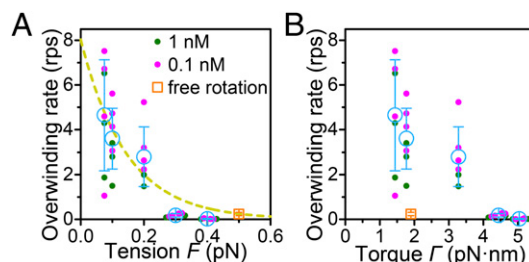 A
Overwinding rate (rps)
8
6
4
2
0
1 nM
0.1 nM
free rotation
0.0 0.2 0.4 0.6
Tension F (pN)
B
Overwinding rate (rps)
8
6
4
2
0
0 1 2 3 4 5
Torque Γ (pN·nm)